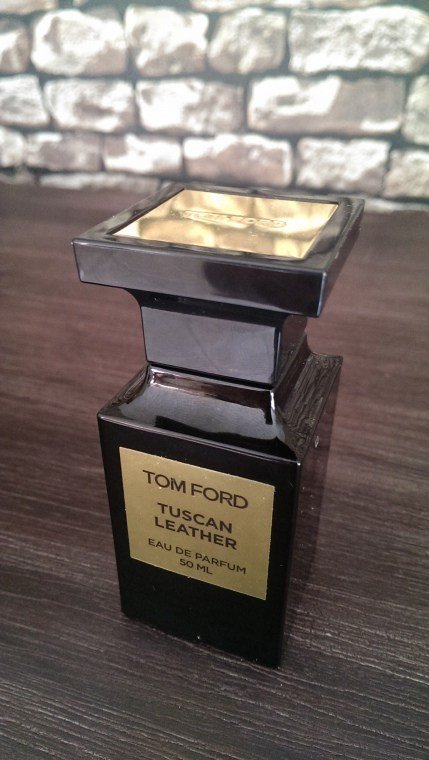 TOM FORD
TUSCAN
LEATHER
EAU DE PARFUM
50 ML